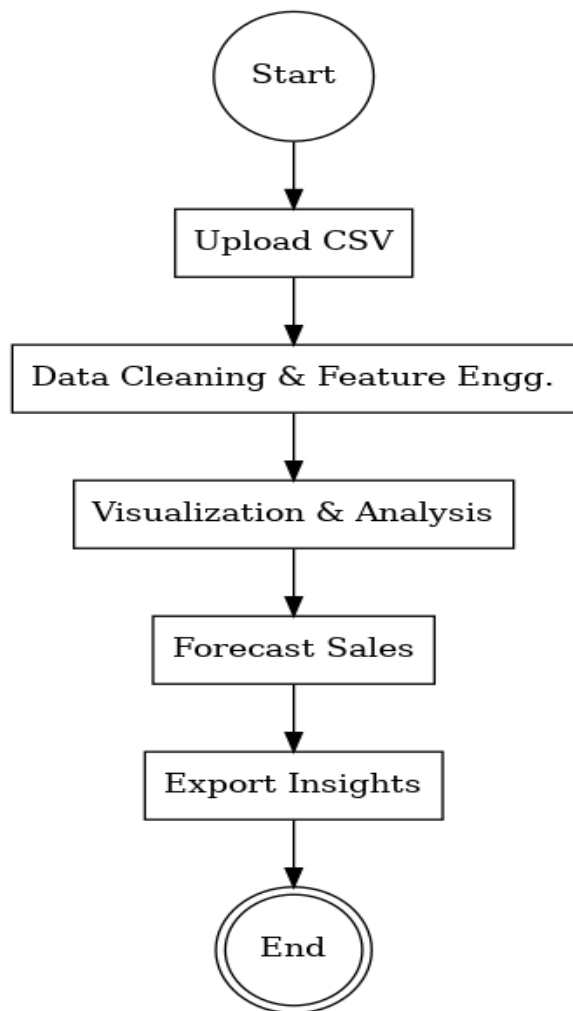 Start
Upload CSV
Data Cleaning & Feature Engg.
Visualization & Analysis
Forecast Sales
Export Insights
End